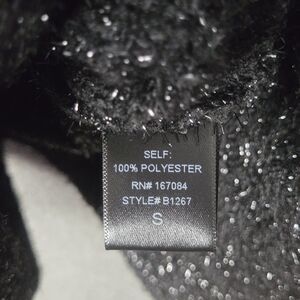 SELF:
100% POLYESTER
RN# 167084
STYLE# B1267
S